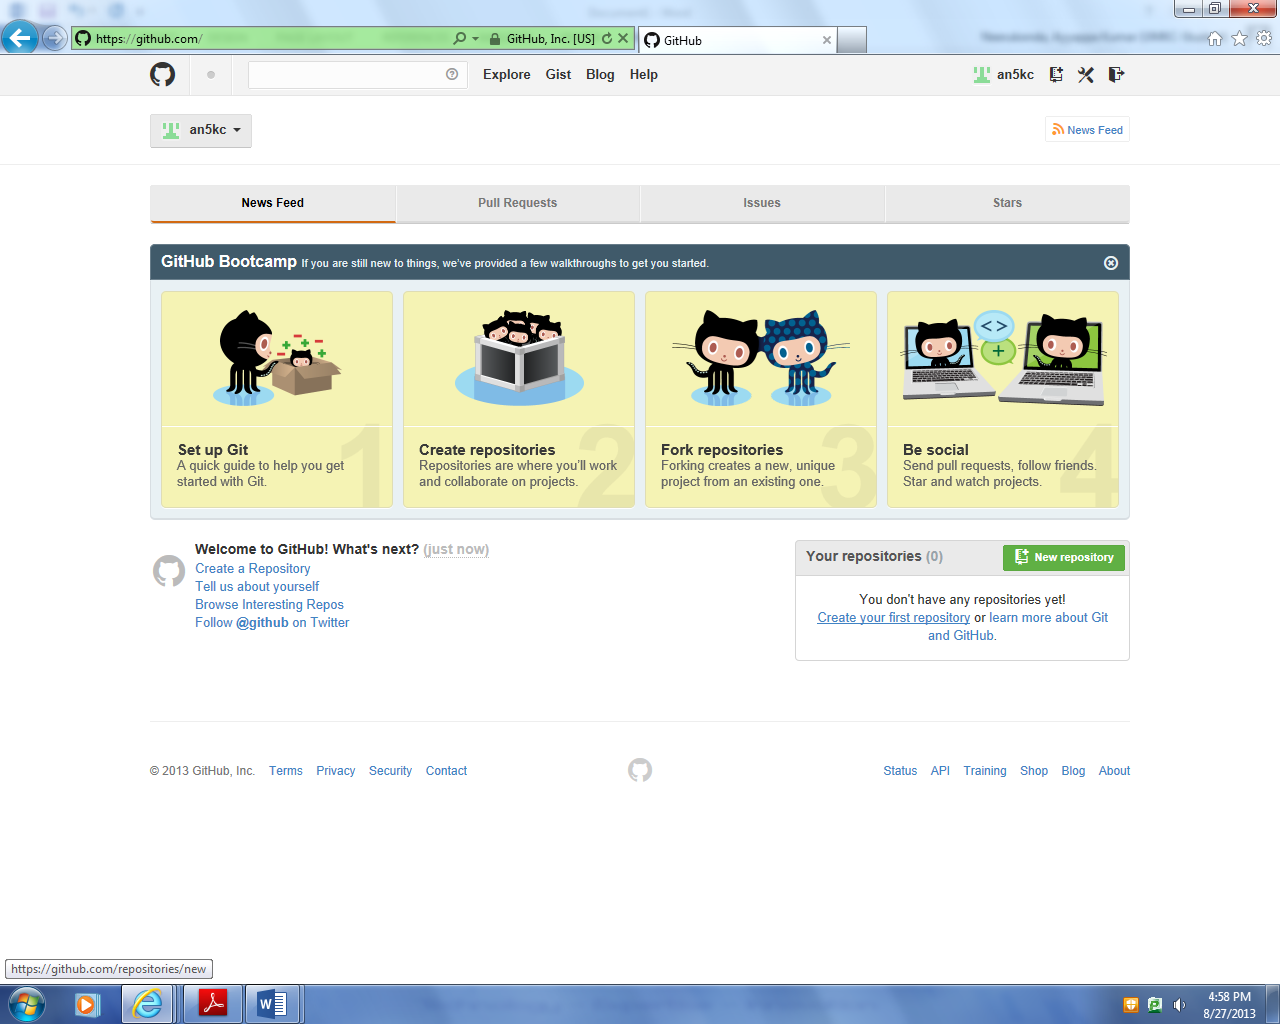 https://github.com/
GitHub, Inc. [US]
GitHub
Explore
Gist
Blog
Help
an5kc
an5kc
News Feed
News Feed
Pull Requests
Issues
Stars
GitHub Bootcamp If you are still new to things, we've provided a few walkthroughs to get you started.
1
Set up Git
A quick guide to help you get
started with Git.
2
Create repositories
Repositories are where you'll work
and collaborate on projects.
3
Fork repositories
Forking creates a new, unique
project from an existing one.
4
Be social
Send pull requests, follow friends.
Star and watch projects.
Welcome to GitHub! What's next? (just now)
Create a Repository
Tell us about yourself
Browse Interesting Repos
Follow @github on Twitter
Your repositories (0)
New repository
You don't have any repositories yet!
Create your first repository or learn more about Git
and GitHub.
© 2013 GitHub, Inc. Terms Privacy Security Contact
Status API Training Shop Blog About
https://github.com/repositories/new
4:58 PM
8/27/2013